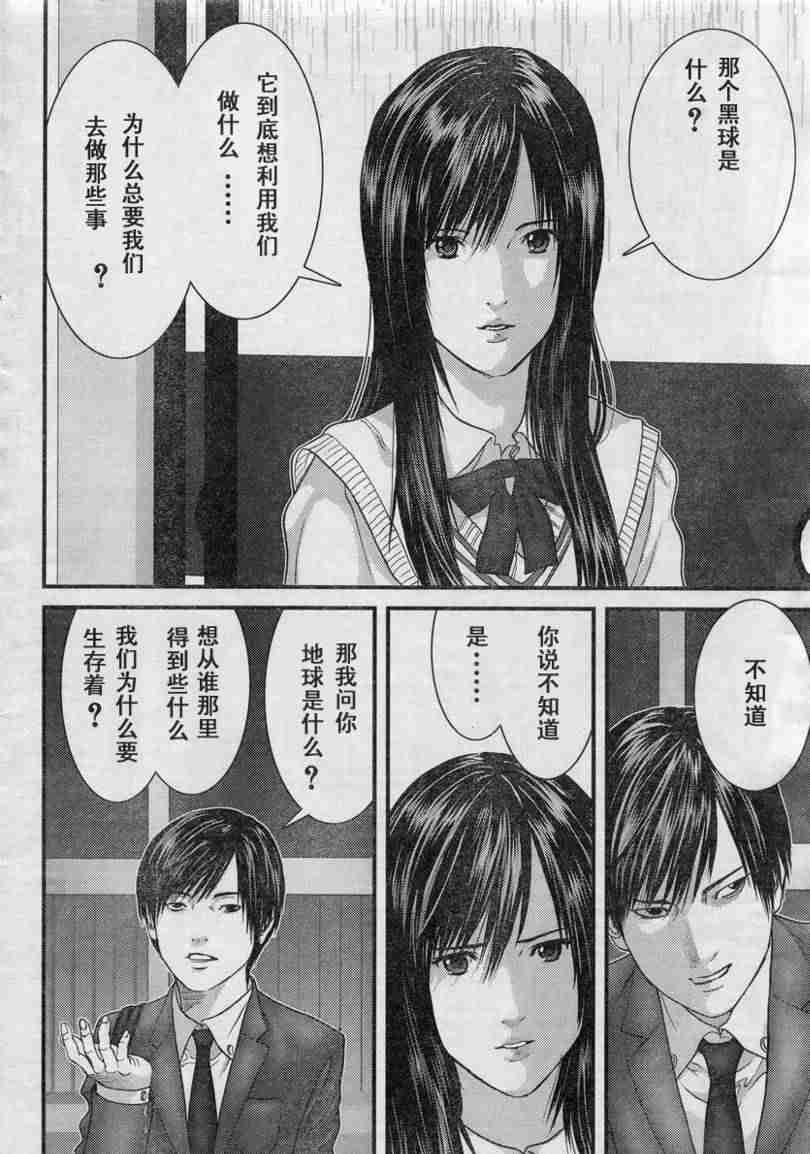 那个黑球是
什么？
它到底想利用我们
做什么……
为什么总要我们
去做那些事？
不知道
你说不知道
是……
那我问你
地球是什么？
想从谁那里
得到些什么
我们为什么要
生存着？